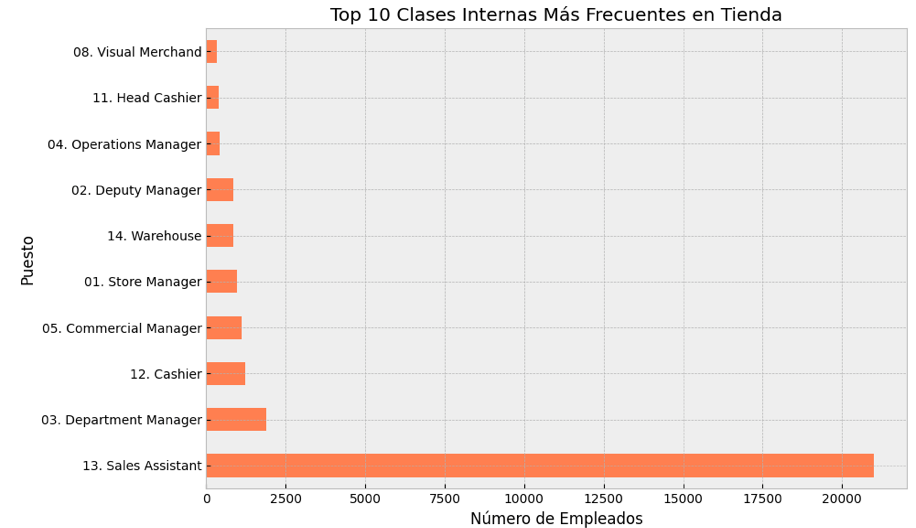 Top 10 Clases Internas Más Frecuentes en Tienda
08. Visual Merchand
11. Head Cashier
04. Operations Manager
02. Deputy Manager
14. Warehouse
01. Store Manager
05. Commercial Manager
12. Cashier
03. Department Manager
13. Sales Assistant
Puesto
0 2500 5000 7500 10000 12500 15000 17500 20000
Número de Empleados